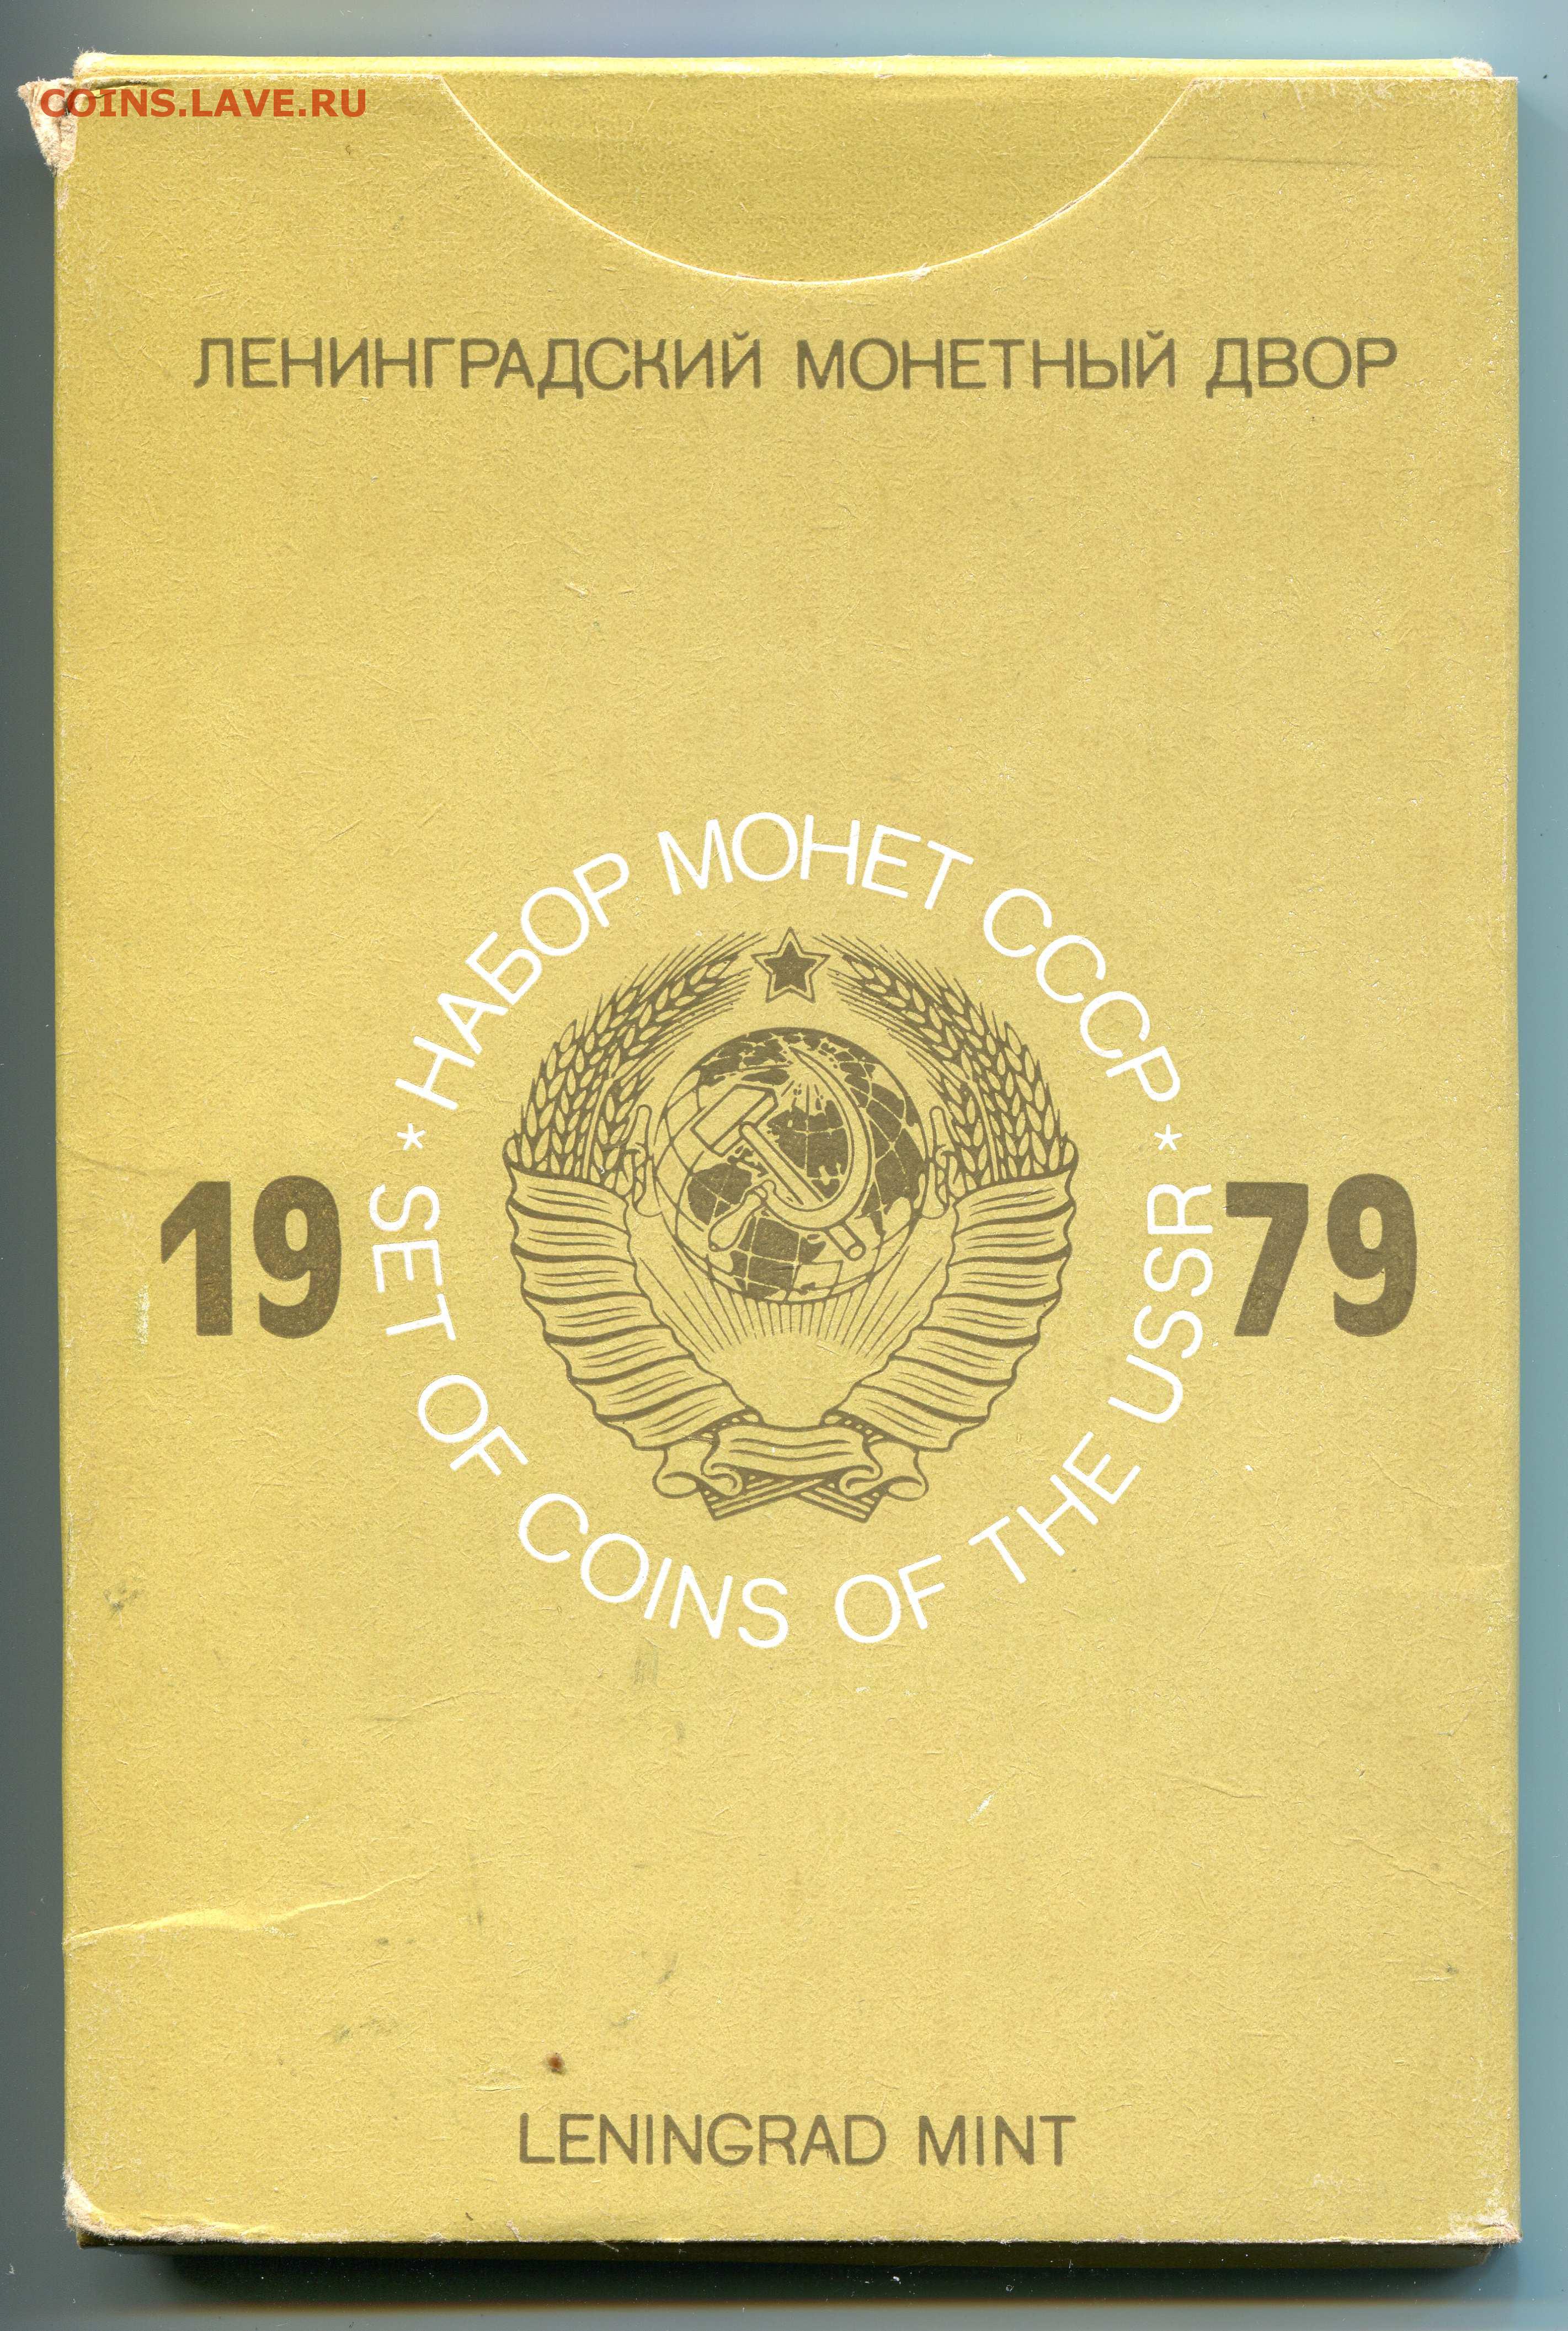 COINS.LAVE.RU
ЛЕНИНГРАДСКИЙ МОНЕТНЫЙ ДВОР
* НАБОР МОНЕТ СССР *
19 79
SET OF COINS OF THE USSR
LENINGRAD MINT